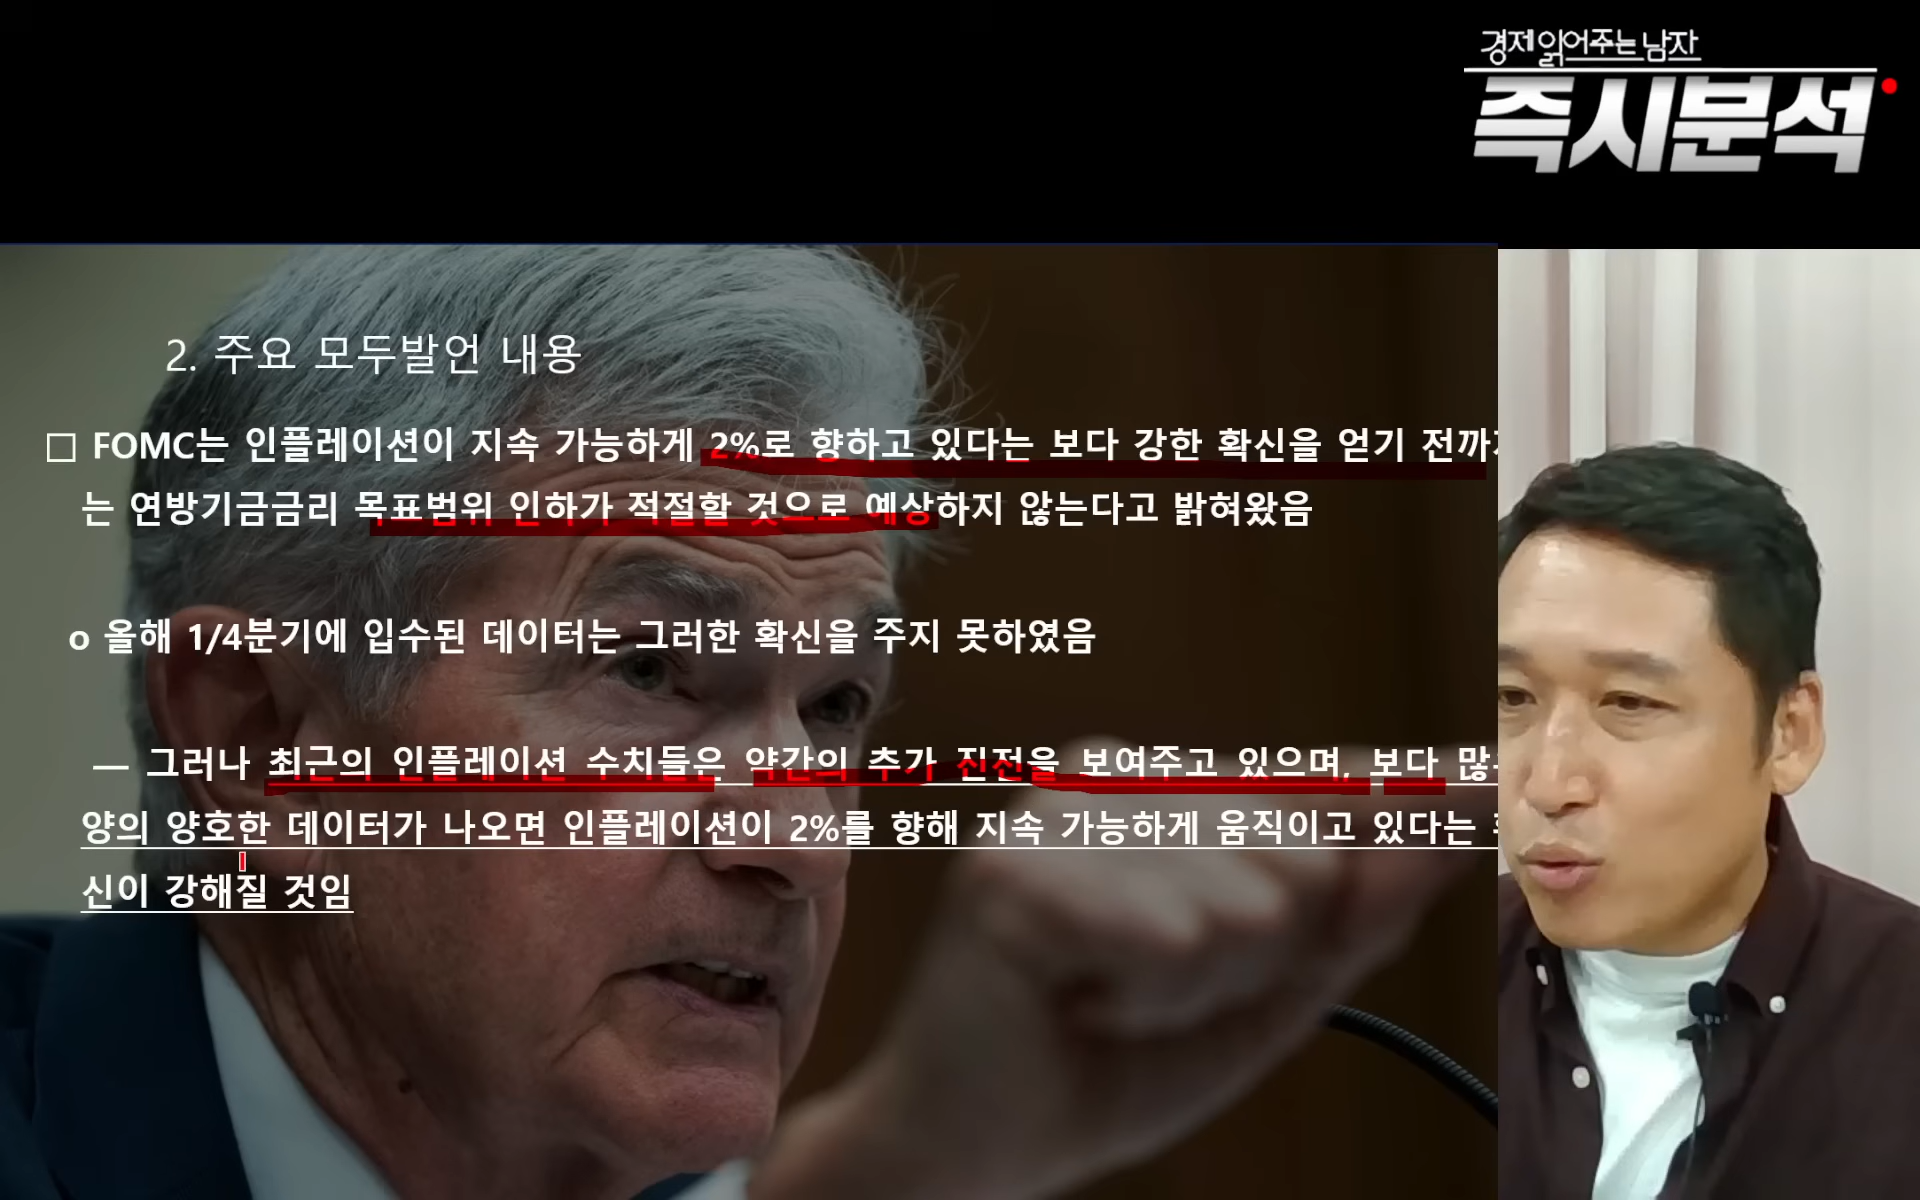 경제 읽어주는 남자
즉시분석
2. 주요 모두발언 내용
□ FOMC는 인플레이션이 지속 가능하게 2%로 향하고 있다는 보다 강한 확신을 얻기
는 연방기금금리 목표범위 인하가 적절할 것으로 예상하지 않는다고 밝혀왔음
o 올해 1/4분기에 입수된 데이터는 그러한 확신을 주지 못하였음
— 그러나 최근의 인플레이션 수치들은 약간의 추가 진전을 보여주고 있으며, 보다
양의 양호한 데이터가 나오면 인플레이션이 2%를 향해 지속 가능하게 움직이고 있다는
신이 강해질 것임